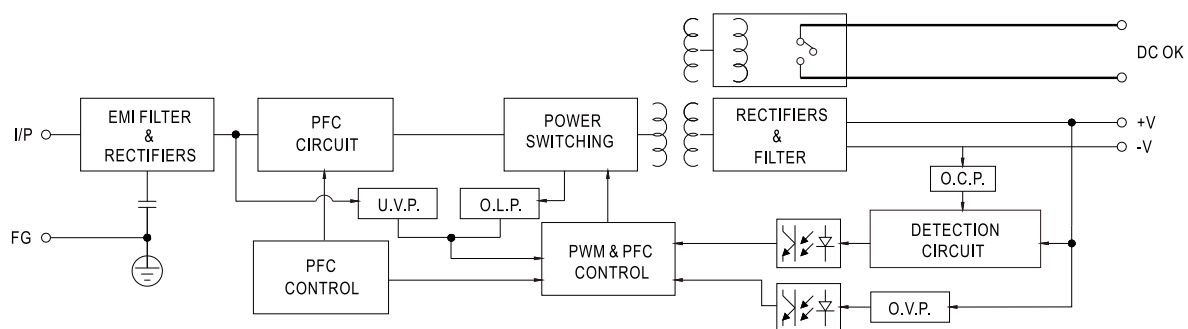 DC OK
I/P
EMI FILTER
&
RECTIFIERS
PFC
CIRCUIT
POWER
SWITCHING
RECTIFIERS
&
FILTER
+V
-V
U.V.P.
O.L.P.
O.C.P.
FG
PFC
CONTROL
PWM & PFC
CONTROL
DETECTION
CIRCUIT
O.V.P.